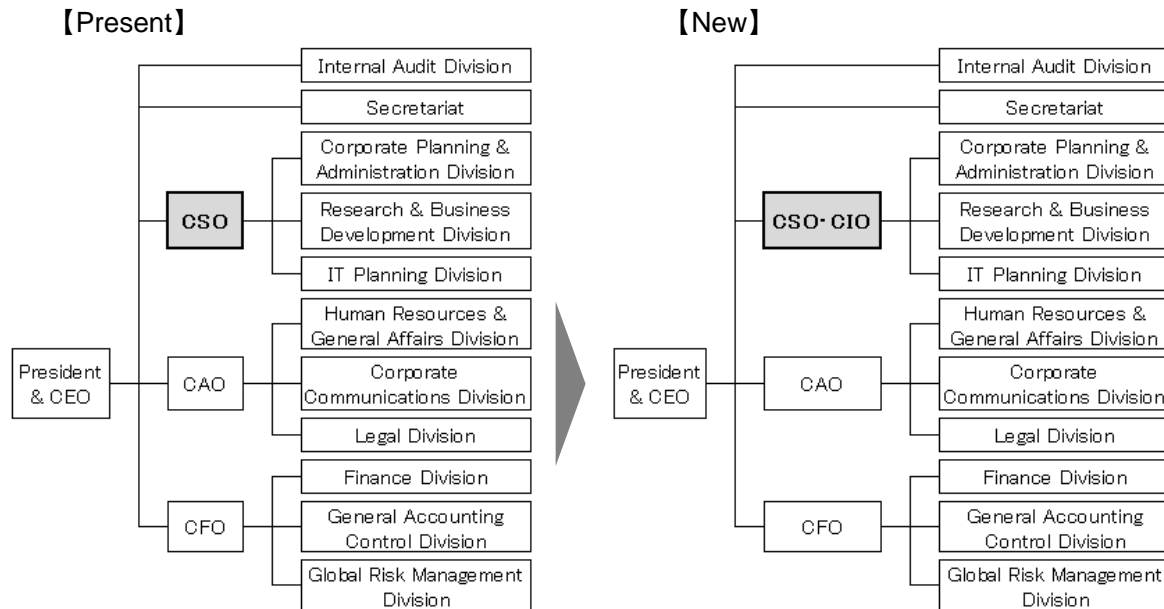 【Present】
Internal Audit Division
Secretariat
Corporate Planning &
Administration Division
CSO
Research & Business
Development Division
IT Planning Division
Human Resources &
General Affairs Division
President
& CEO
CAO
Corporate
Communications Division
Legal Division
Finance Division
CFO
General Accounting
Control Division
Global Risk Management
Division
【New】
Internal Audit Division
Secretariat
Corporate Planning &
Administration Division
CSO・CIO
Research & Business
Development Division
IT Planning Division
Human Resources &
General Affairs Division
President
& CEO
CAO
Corporate
Communications Division
Legal Division
Finance Division
CFO
General Accounting
Control Division
Global Risk Management
Division